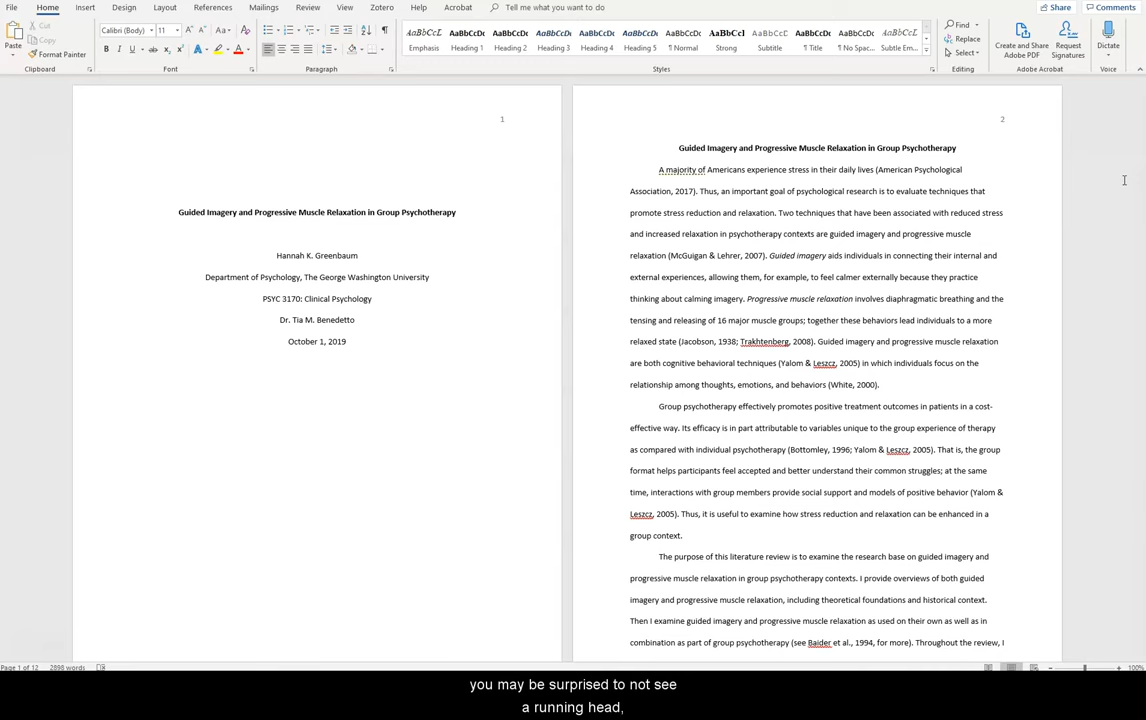 File Home Insert Design Layout References Mailings Review View Zotero Help Acrobat Tell me what you want to do Share Comments
Paste Cut Copy Format Painter
Clipboard
Calibri (Body) 11
Font
Paragraph
AaBbCcL AaBbCcDc AaBbCcDc AaBbCcDc AaBbCcDc AaBbCcDc AaBbCcDc AaBbCcI AaBbCcDc AaBbCcDc AaBbCcDc AaBbCcDc
Emphasis Heading 1 Heading 2 Heading 3 Heading 4 Heading 5 ¶ Normal Strong Subtitle ¶ Title ¶ No Spac... Subtle Em...
Styles
Find
Replace
Select
Editing
Create and Share Adobe PDF
Request Signatures
Adobe Acrobat
Dictate
Voice
1
Guided Imagery and Progressive Muscle Relaxation in Group Psychotherapy
Hannah K. Greenbaum
Department of Psychology, The George Washington University
PSYC 3170: Clinical Psychology
Dr. Tia M. Benedetto
October 1, 2019
2
Guided Imagery and Progressive Muscle Relaxation in Group Psychotherapy
A majority of Americans experience stress in their daily lives (American Psychological
Association, 2017). Thus, an important goal of psychological research is to evaluate techniques that
promote stress reduction and relaxation. Two techniques that have been associated with reduced stress
and increased relaxation in psychotherapy contexts are guided imagery and progressive muscle
relaxation (McGuigan & Lehrer, 2007). Guided imagery aids individuals in connecting their internal and
external experiences, allowing them, for example, to feel calmer externally because they practice
thinking about calming imagery. Progressive muscle relaxation involves diaphragmatic breathing and the
tensing and releasing of 16 major muscle groups; together these behaviors lead individuals to a more
relaxed state (Jacobson, 1938; Trakhtenberg, 2008). Guided imagery and progressive muscle relaxation
are both cognitive behavioral techniques (Yalom & Leszcz, 2005) in which individuals focus on the
relationship among thoughts, emotions, and behaviors (White, 2000).
Group psychotherapy effectively promotes positive treatment outcomes in patients in a cost-
effective way. Its efficacy is in part attributable to variables unique to the group experience of therapy
as compared with individual psychotherapy (Bottomley, 1996; Yalom & Leszcz, 2005). That is, the group
format helps participants feel accepted and better understand their common struggles; at the same
time, interactions with group members provide social support and models of positive behavior (Yalom &
Leszcz, 2005). Thus, it is useful to examine how stress reduction and relaxation can be enhanced in a
group context.
The purpose of this literature review is to examine the research base on guided imagery and
progressive muscle relaxation in group psychotherapy contexts. I provide overviews of both guided
imagery and progressive muscle relaxation, including theoretical foundations and historical context.
Then I examine guided imagery and progressive muscle relaxation as used on their own as well as in
combination as part of group psychotherapy (see Baider et al., 1994, for more). Throughout the review, I
Page 1 of 12 2898 words 100%
you may be surprised to not see
a running head,